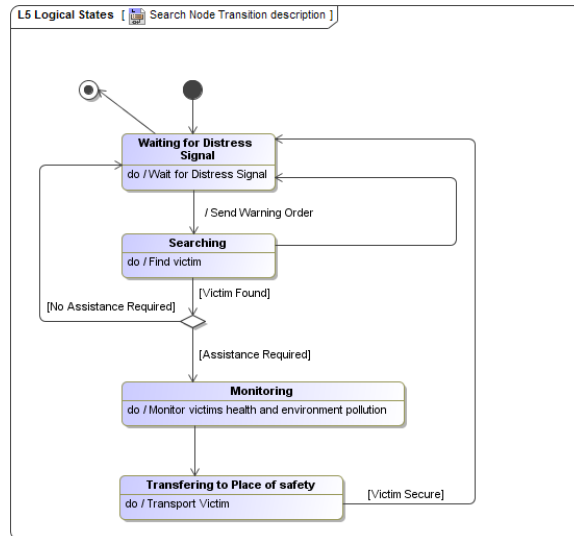 L5 Logical States [ Search Node Transition description ]
Waiting for Distress
Signal
do / Wait for Distress Signal
/ Send Warning Order
Searching
do / Find victim
[Victim Found]
[No Assistance Required]
[Assistance Required]
Monitoring
do / Monitor victims health and environment pollution
Transfering to Place of safety
do / Transport Victim
[Victim Secure]